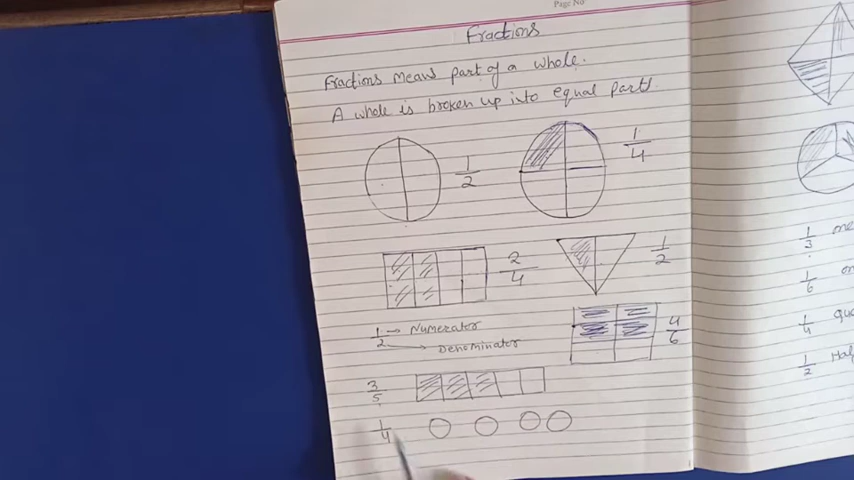 Page No
Fractions
Fractions means part of a whole.
A whole is broken up into equal parts.
1/2
1/4
2/4
1/2
1/2 → Numerator
→ Denominator
4/6
3/5
1/4
1/3
1/6
1/4
1/2 Half